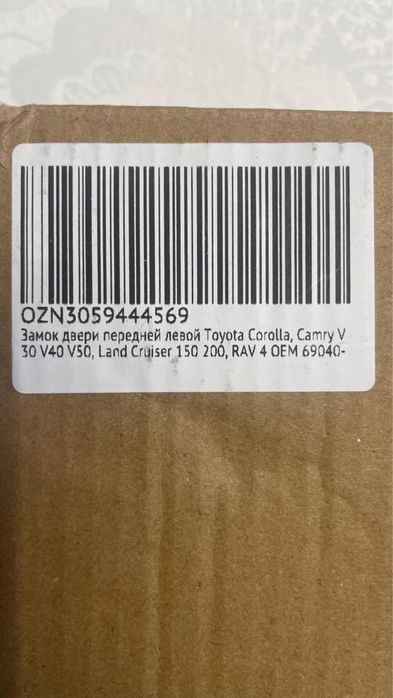 OZN3059444569
Замок двери передней левой Toyota Corolla, Camry V
30 V40 V50, Land Cruiser 150 200, RAV 4 OEM 69040-